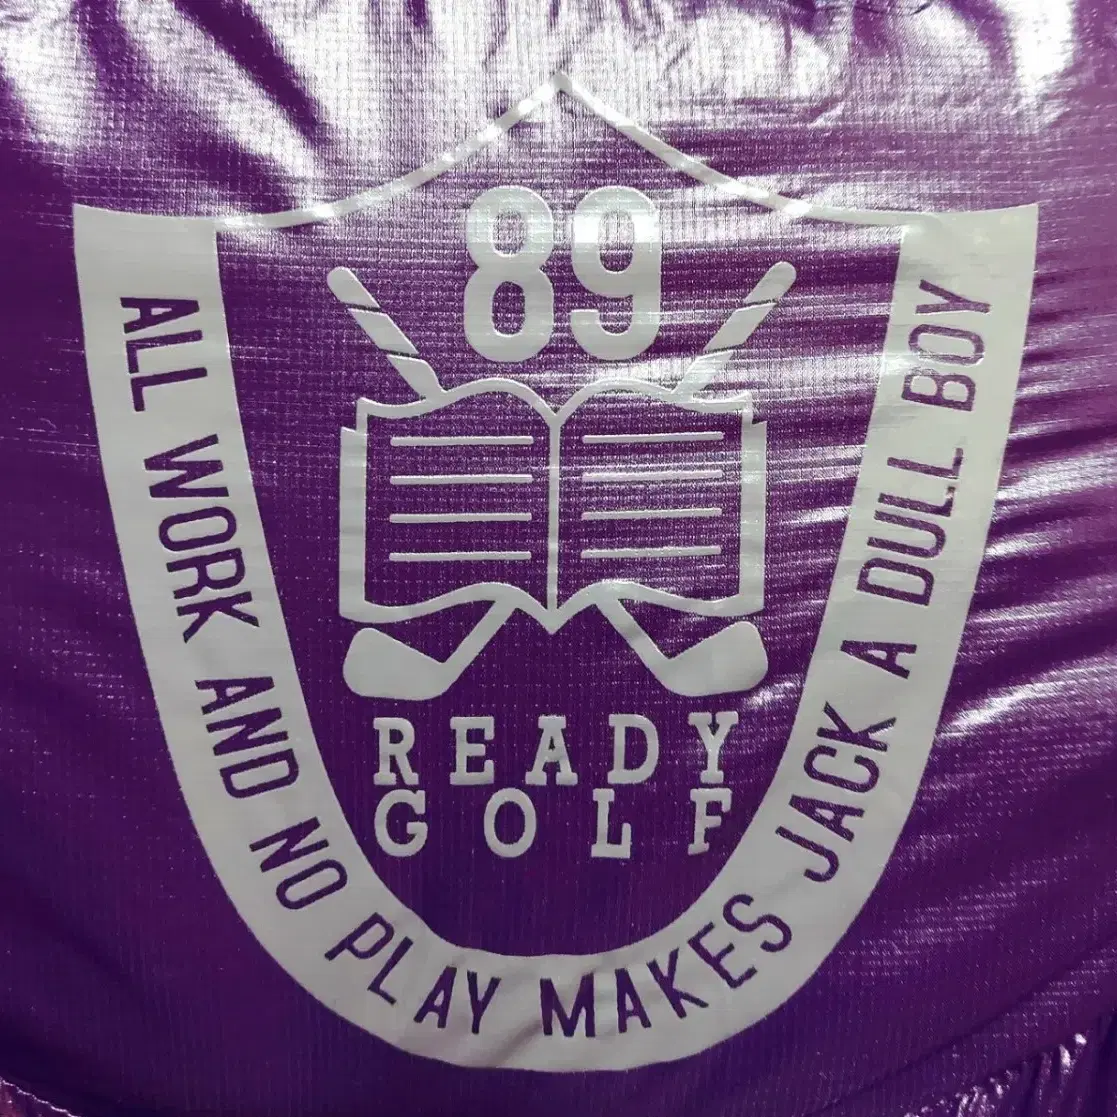 89
READY
GOLF
ALL WORK AND NO PLAY MAKES JACK A DULL BOY